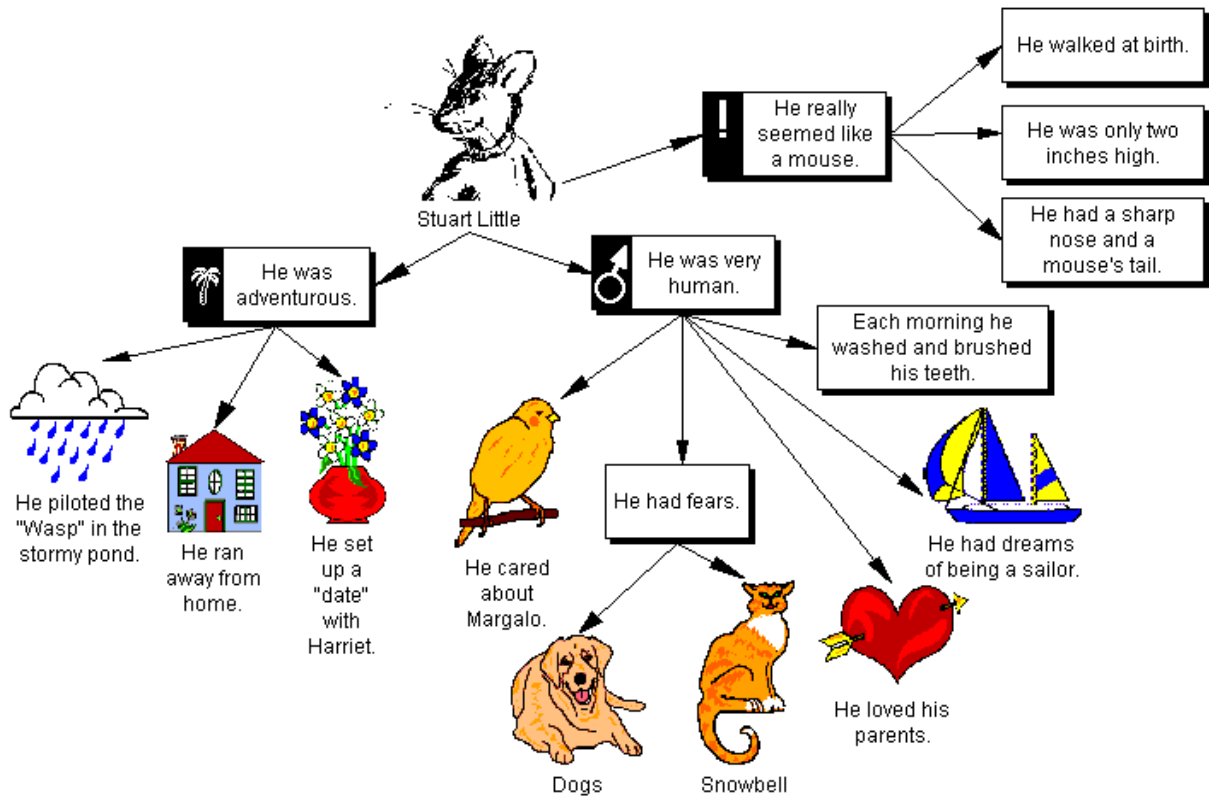 Stuart Little
He really
seemed like
a mouse.
He walked at birth.
He was only two
inches high.
He had a sharp
nose and a
mouse's tail.
He was
adventurous.
He piloted the
"Wasp" in the
stormy pond.
He ran
away from
home.
He set
up a
"date"
with
Harriet.
He was very
human.
He cared
about
Margalo.
He had fears.
Dogs
Snowbell
He loved his
parents.
He had dreams
of being a sailor.
Each morning he
washed and brushed
his teeth.